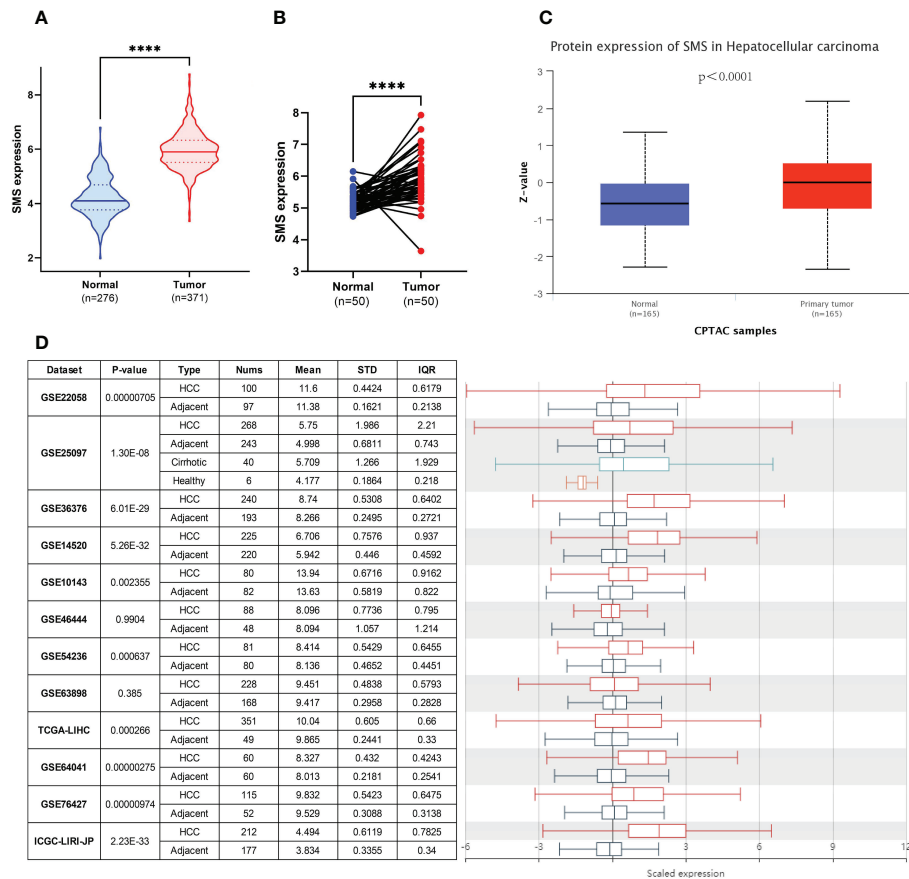 A
****
SMS expression
8
6
4
2
Normal
(n=276)
Tumor
(n=371)
B
****
SMS expression
8
7
6
5
4
3
Normal
(n=50)
Tumor
(n=50)
C
Protein expression of SMS in Hepatocellular carcinoma
p<0.0001
Z-value
3
2
1
0
-1
-2
-3
Normal
(n=165)
Primary tumor
(n=165)
CPTAC samples
D
Dataset P-value Type Nums Mean STD IQR
GSE22058 0.00000705 HCC 100 11.6 0.4424 0.6179
Adjacent 97 11.38 0.1621 0.2138
GSE25097 1.30E-08 HCC 268 5.75 1.986 2.21
Adjacent 243 4.998 0.6811 0.743
Cirrhotic 40 5.709 1.266 1.929
Healthy 6 4.177 0.1864 0.218
GSE36376 6.01E-29 HCC 240 8.74 0.5308 0.6402
Adjacent 193 8.266 0.2495 0.2721
GSE14520 5.26E-32 HCC 225 6.706 0.7576 0.937
Adjacent 220 5.942 0.446 0.4592
GSE10143 0.002355 HCC 80 13.94 0.6716 0.9162
Adjacent 82 13.63 0.5819 0.822
GSE46444 0.9904 HCC 88 8.096 0.7736 0.795
Adjacent 48 8.094 1.057 1.214
GSE54236 0.000637 HCC 81 8.414 0.5429 0.6455
Adjacent 80 8.136 0.4652 0.4451
GSE63898 0.385 HCC 228 9.451 0.4838 0.5793
Adjacent 168 9.417 0.2958 0.2828
TCGA-LIHC 0.000266 HCC 351 10.04 0.605 0.66
Adjacent 49 9.865 0.2441 0.33
GSE64041 0.00000275 HCC 60 8.327 0.432 0.4243
Adjacent 60 8.013 0.2181 0.2541
GSE76427 0.00000974 HCC 115 9.832 0.5423 0.6475
Adjacent 52 9.529 0.3088 0.3138
ICGC-LIRI-JP 2.23E-33 HCC 212 4.494 0.6119 0.7825
Adjacent 177 3.834 0.3355 0.34
-6 -3 0 3 6 9 12
Scaled expression